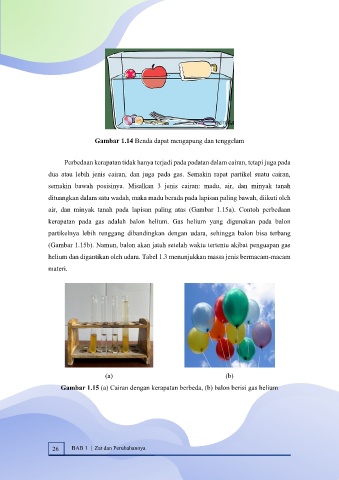 Gambar 1.14 Benda dapat mengapung dan tenggelam
Perbedaan kerapatan tidak hanya terjadi pada padatan dalam cairan, tetapi juga pada
dua atau lebih jenis cairan, dan juga pada gas. Semakin rapat partikel suatu cairan,
semakin bawah posisinya. Misalkan 3 jenis cairan: madu, air, dan minyak tanah
dituangkan dalam satu wadah, maka madu berada pada lapisan paling bawah, diikuti oleh
air, dan minyak tanah pada lapisan paling atas (Gambar 1.15a). Contoh perbedaan
kerapatan pada gas adalah balon helium. Gas helium yang digunakan pada balon
partikelnya lebih renggang dibandingkan dengan udara, sehingga balon bisa terbang
(Gambar 1.15b). Namun, balon akan jatuh setelah waktu tertentu akibat penguapan gas
helium dan digantikan oleh udara. Tabel 1.3 menunjukkan massa jenis bermacam-macam
materi.
(a) (b)
Gambar 1.15 (a) Cairan dengan kerapatan berbeda, (b) balon berisi gas helium
26 BAB 1 | Zat dan Perubahannya